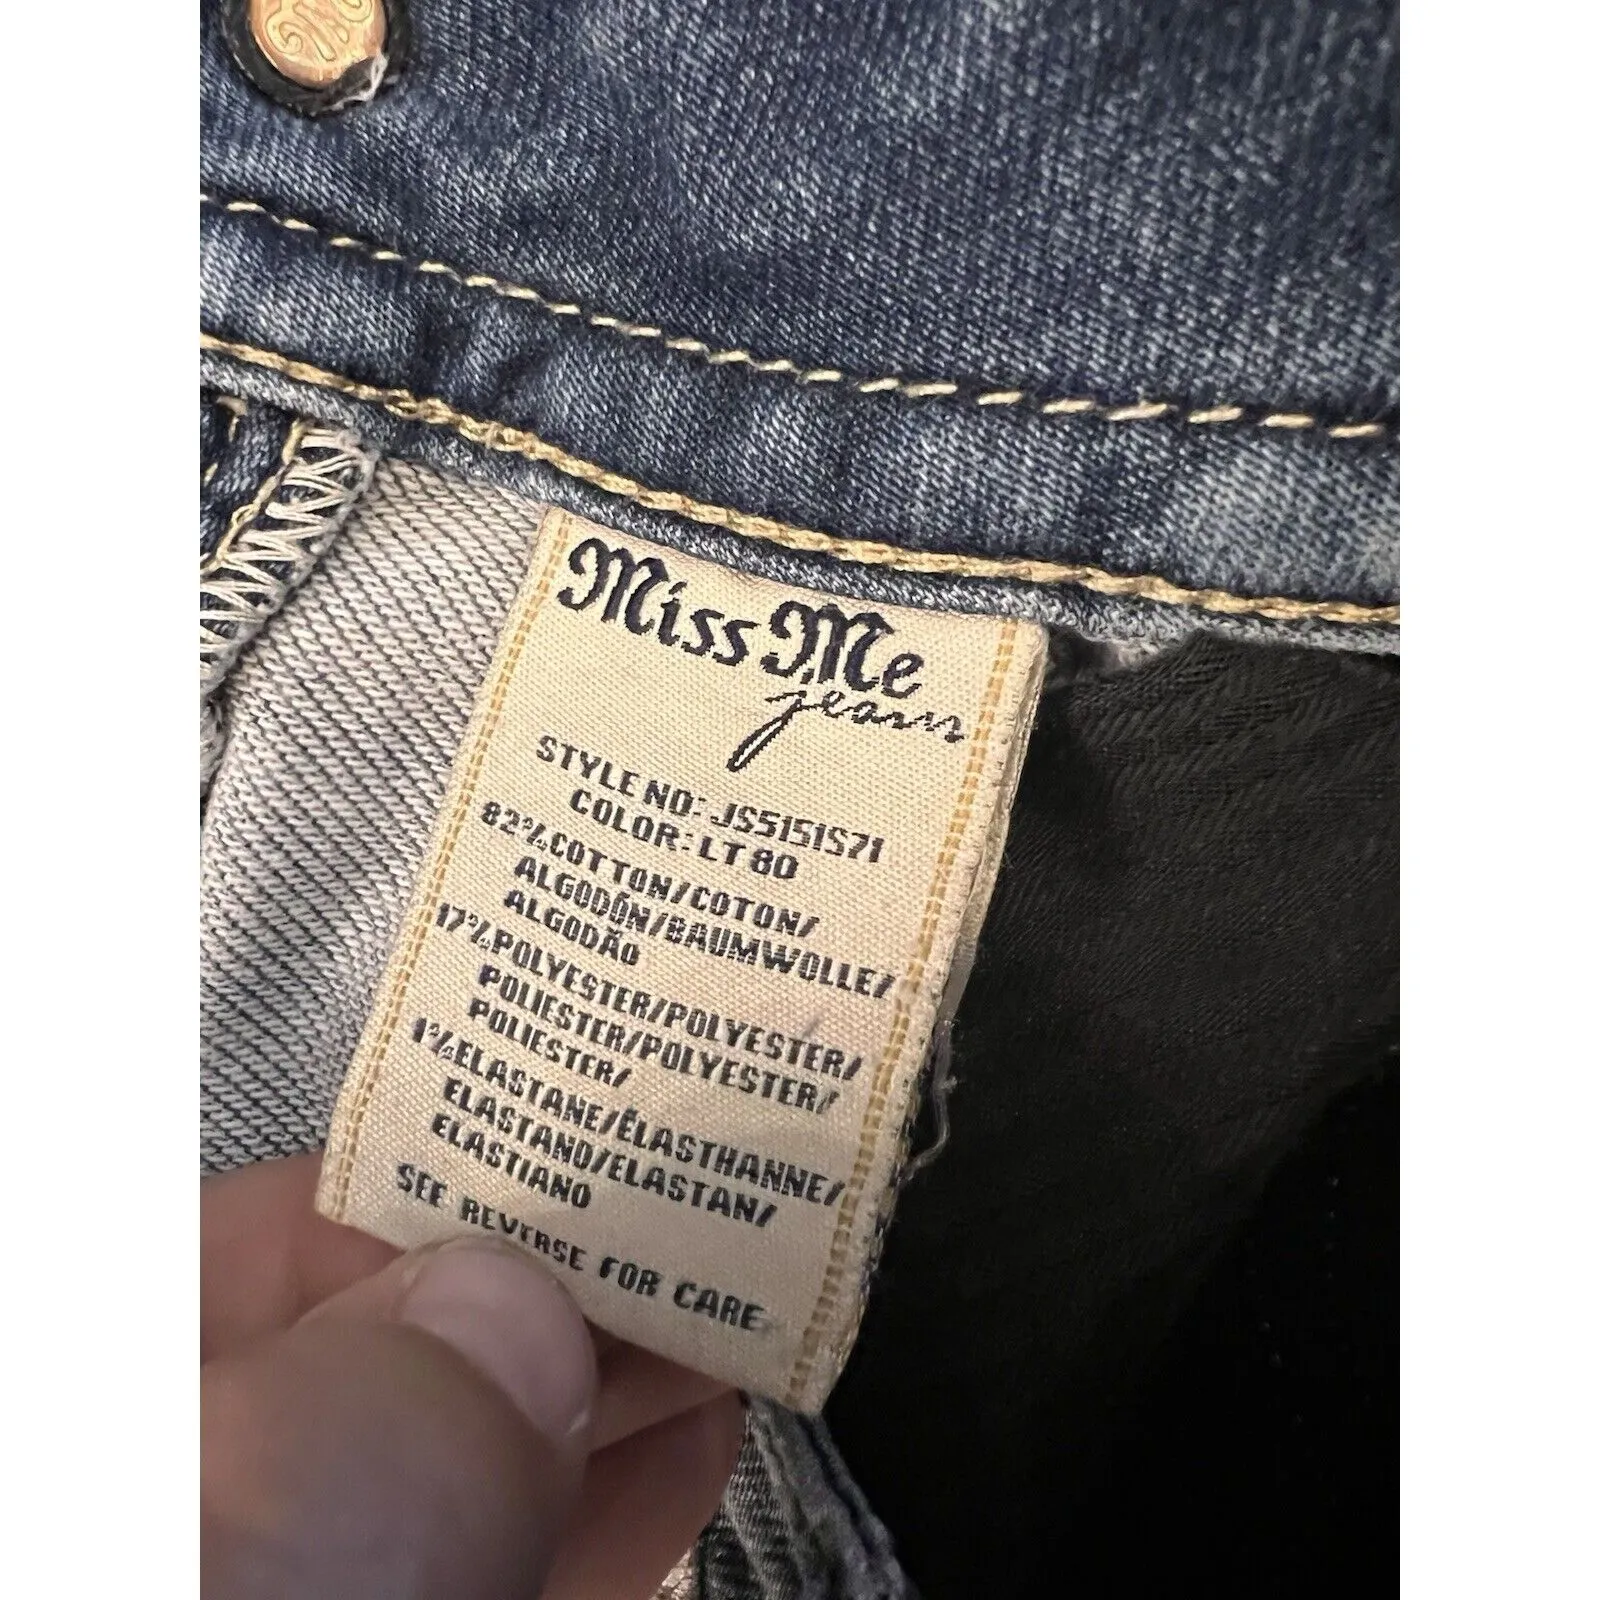 Miss Me
jeans
STYLE NO: JS5151S71
COLOR: LT 80
82%COTTON/COTON/
ALGODÓN/BAUMWOLLE/
ALGODÃO
17%POLYESTER/POLYESTER/
POLIESTER/POLYESTER/
POLIESTER/
1%ELASTANE/ÉLASTHANNE/
ELASTANO/ELASTAN/
ELASTIANO
SEE REVERSE FOR CARE